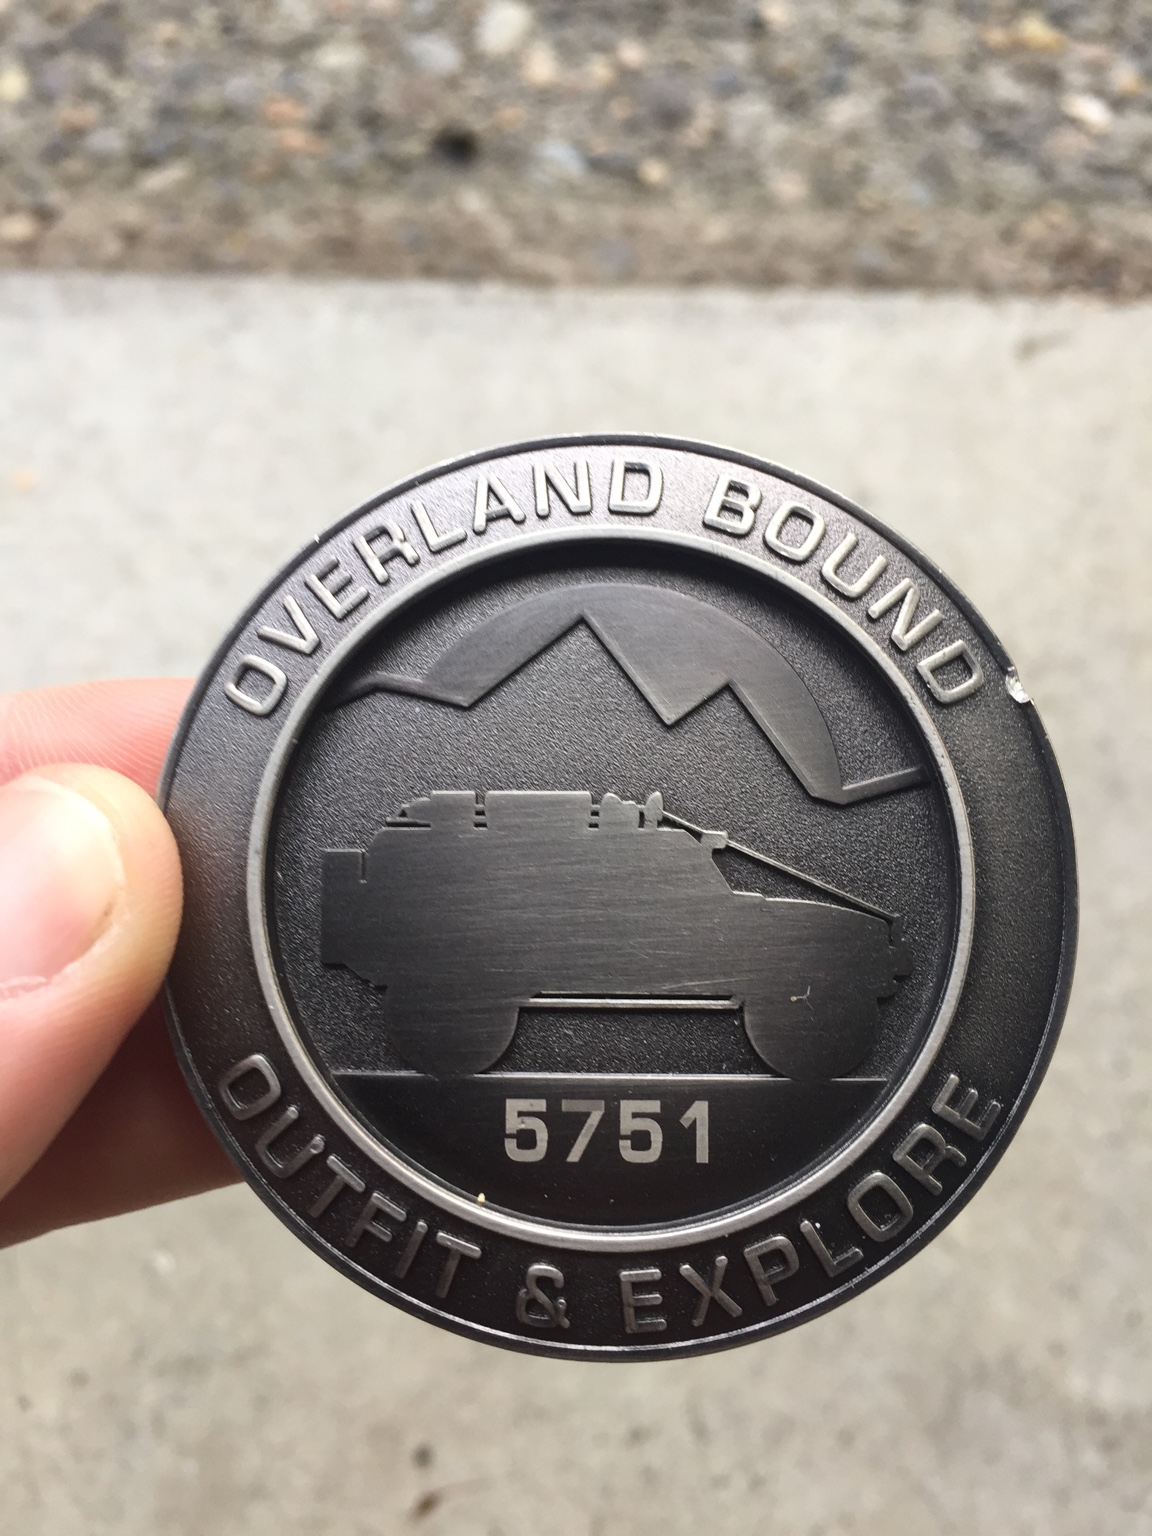 OVERLAND BOUND
5751
OUTFIT & EXPLORE